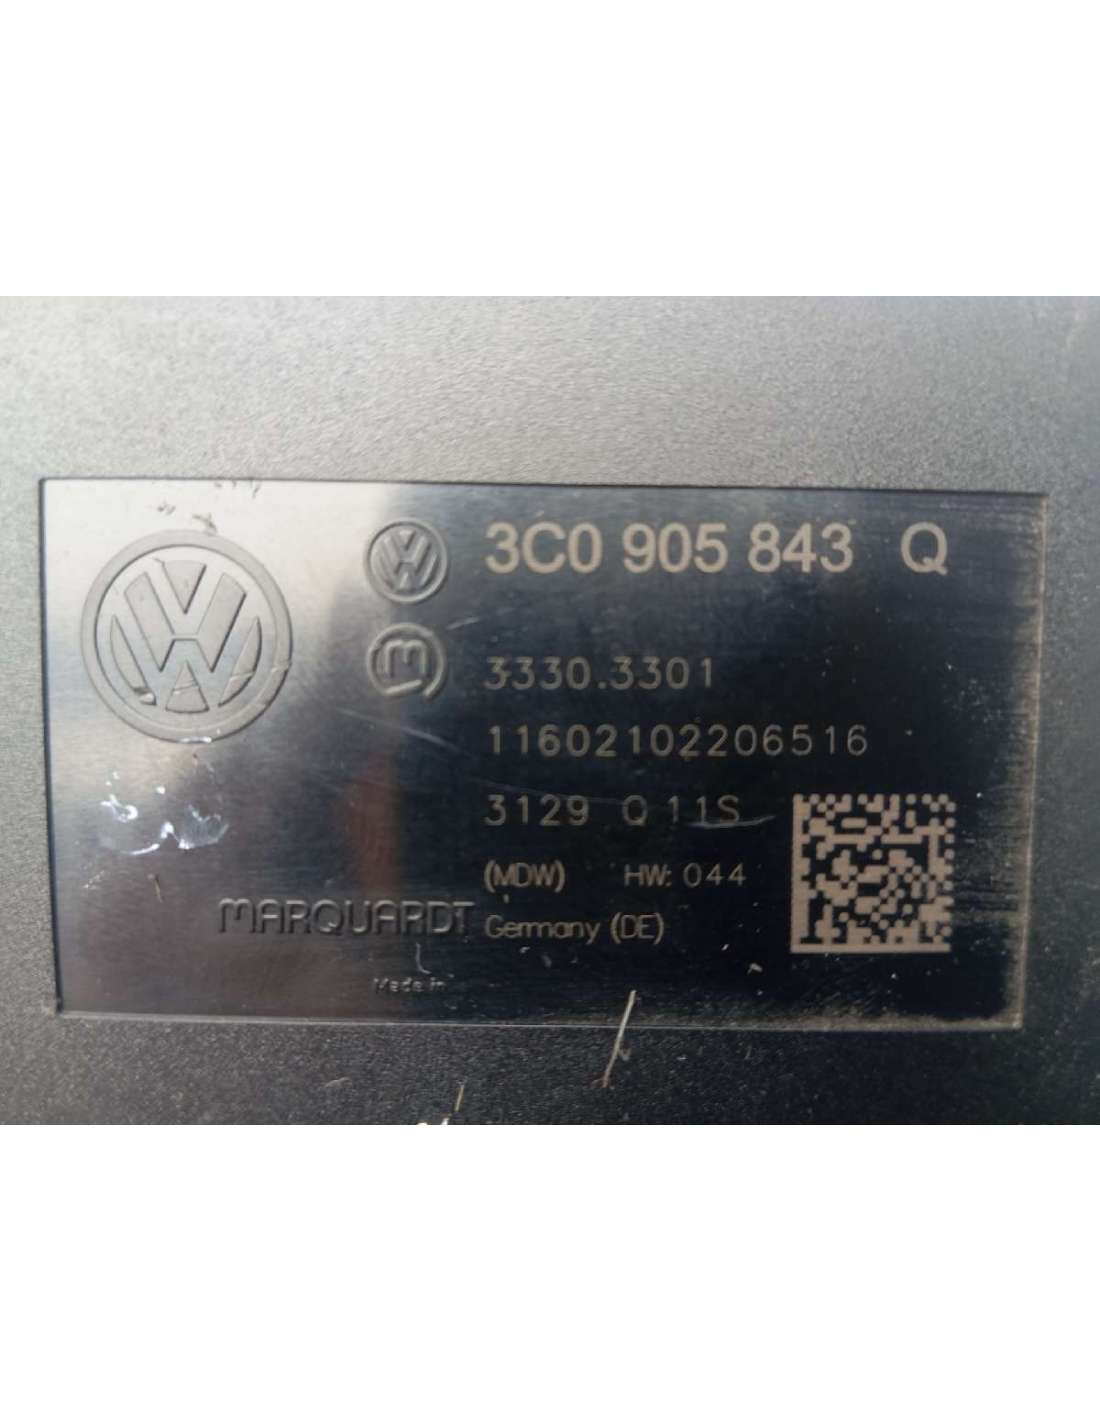 3C0 905 843 Q
3330.3301
11602102206516
3129 Q 11S
(MDW) HW: 044
MARQUARDT Germany (DE)
Made in